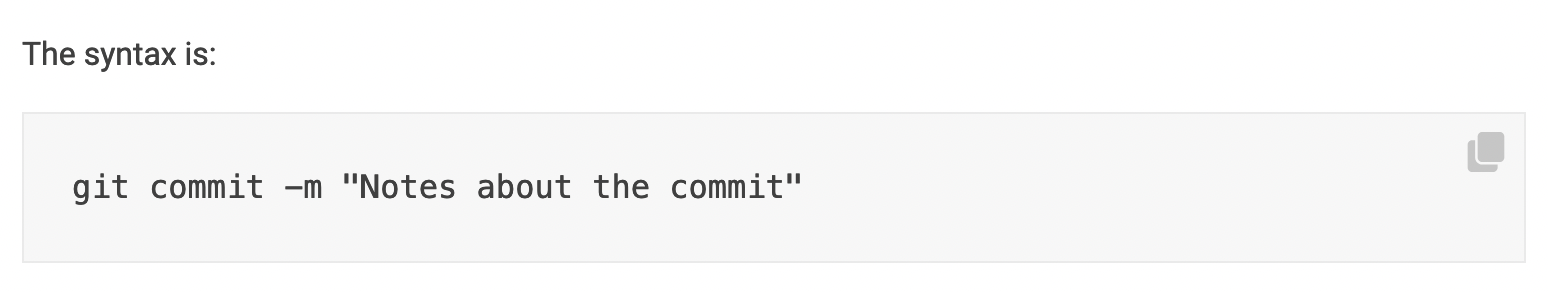 The syntax is:
git commit -m "Notes about the commit"